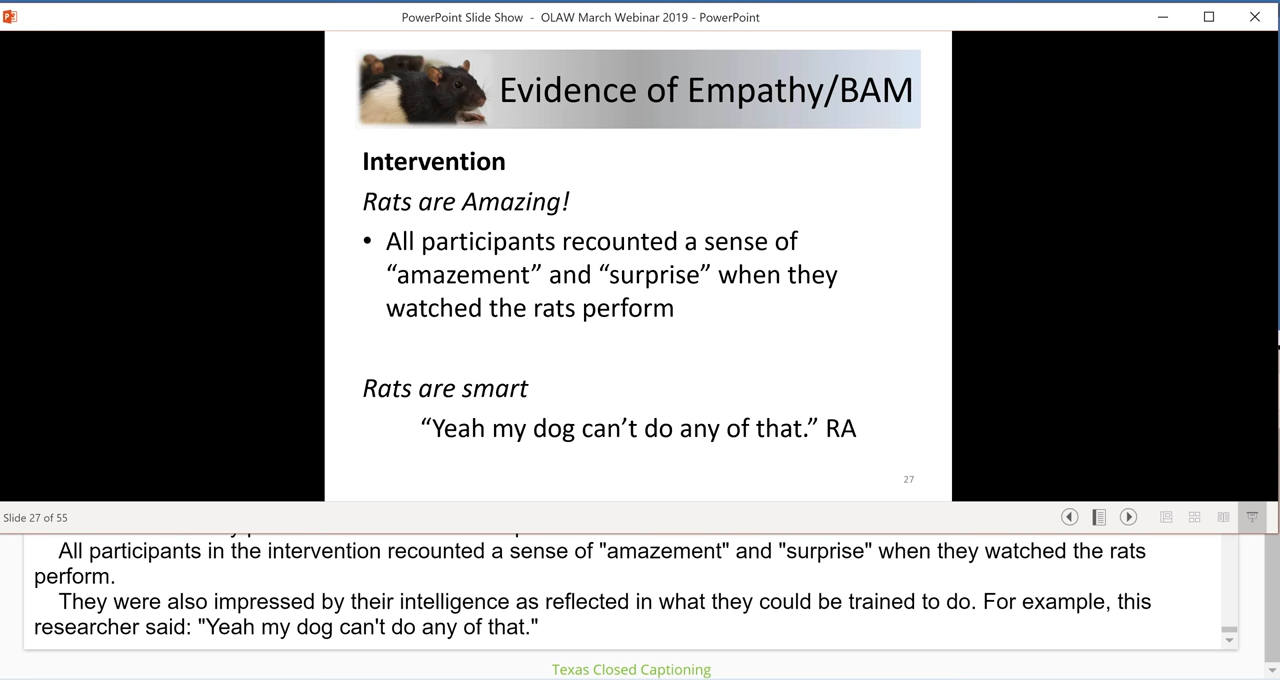 PowerPoint Slide Show - OLAW March Webinar 2019 - PowerPoint
Evidence of Empathy/BAM
Intervention
Rats are Amazing!
• All participants recounted a sense of
“amazement” and “surprise” when they
watched the rats perform
Rats are smart
“Yeah my dog can’t do any of that.” RA
27
Slide 27 of 55
All participants in the intervention recounted a sense of "amazement" and "surprise" when they watched the rats
perform.
They were also impressed by their intelligence as reflected in what they could be trained to do. For example, this
researcher said: "Yeah my dog can't do any of that."
Texas Closed Captioning